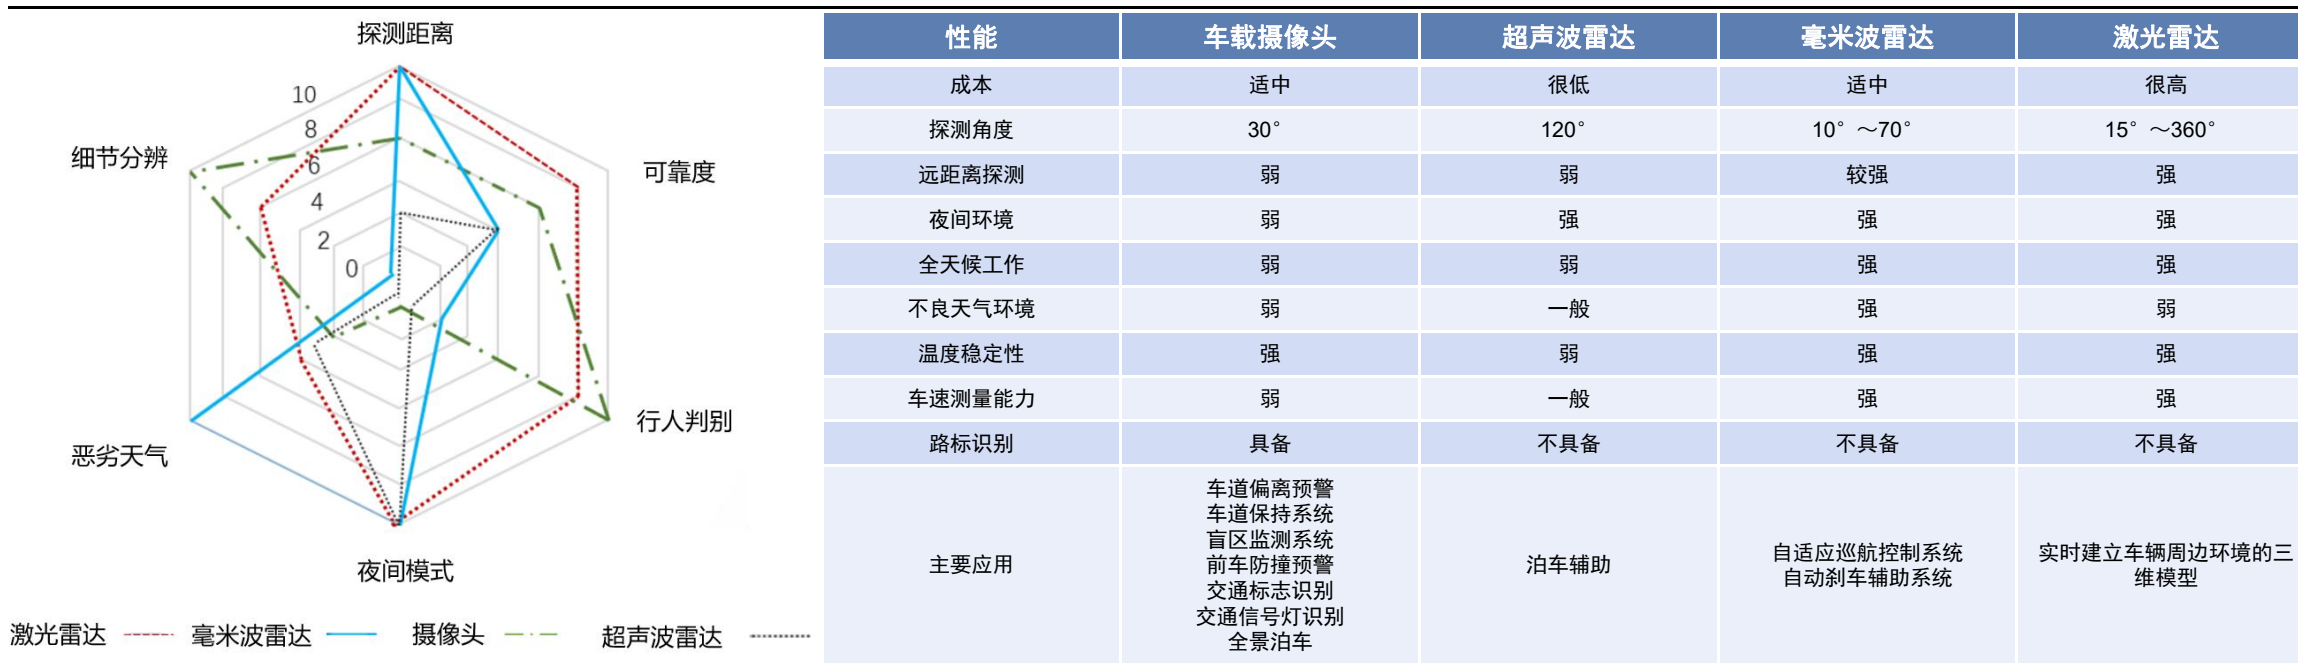 探测距离
10
8
6
4
2
0
细节分辨
可靠度
行人判别
恶劣天气
夜间模式
激光雷达 毫米波雷达 摄像头 超声波雷达
性能 车载摄像头 超声波雷达 毫米波雷达 激光雷达
成本 适中 很低 适中 很高
探测角度 30° 120° 10°～70° 15°～360°
远距离探测 弱 弱 较强 强
夜间环境 弱 强 强 强
全天候工作 弱 弱 强 强
不良天气环境 弱 一般 强 弱
温度稳定性 强 弱 强 强
车速测量能力 弱 一般 强 强
路标识别 具备 不具备 不具备 不具备
主要应用
车道偏离预警
车道保持系统
盲区监测系统
前车防撞预警
交通标志识别
交通信号灯识别
全景泊车
泊车辅助
自适应巡航控制系统
自动刹车辅助系统
实时建立车辆周边环境的三
维模型